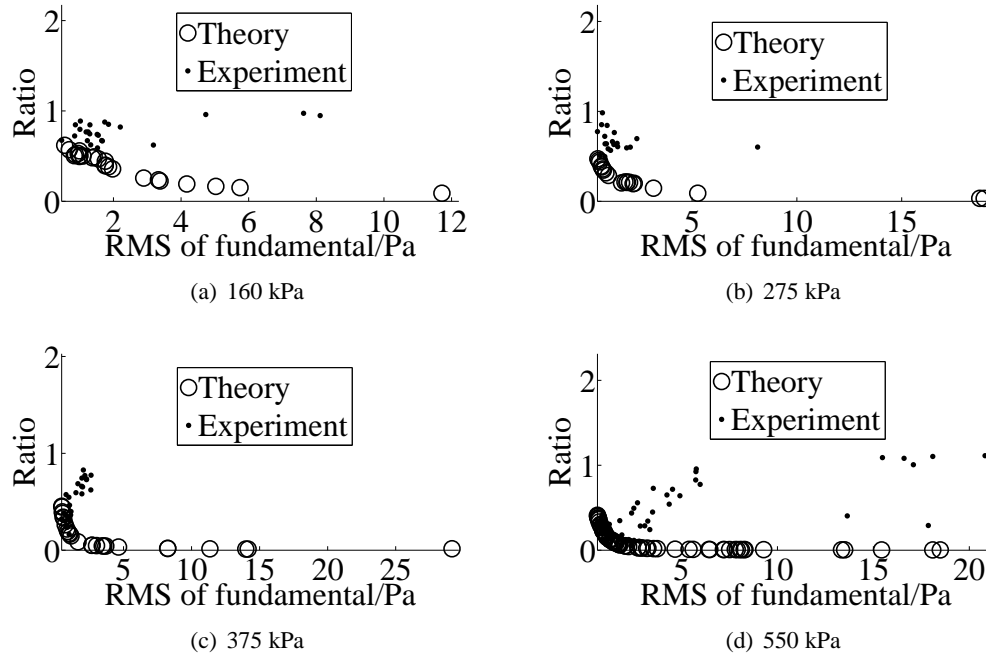 2
Theory
Experiment
Ratio
1
0
2 4 6 8 10 12
RMS of fundamental/Pa
(a) 160 kPa
2
Theory
Experiment
Ratio
1
0
5 10 15
RMS of fundamental/Pa
(b) 275 kPa
2
Theory
Experiment
Ratio
1
0
5 10 15 20 25
RMS of fundamental/Pa
(c) 375 kPa
2
Theory
Experiment
Ratio
1
0
5 10 15 20
RMS of fundamental/Pa
(d) 550 kPa